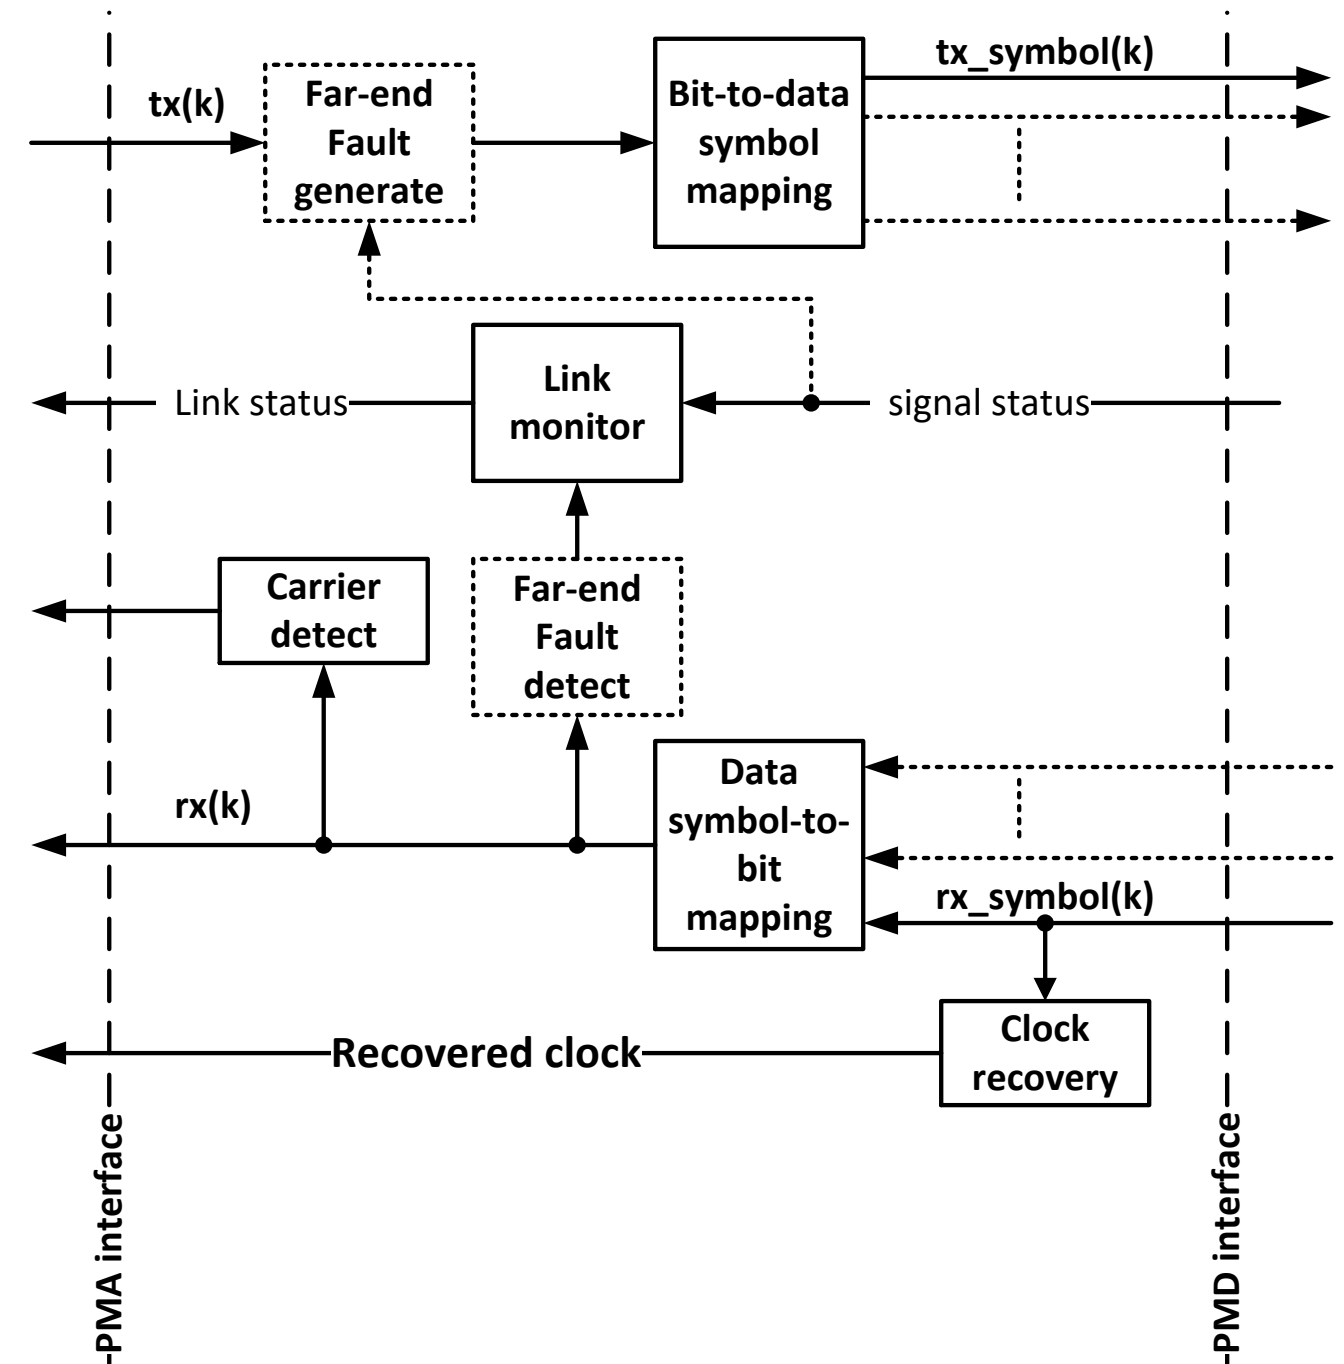 tx_symbol(k)
tx(k)
Far-end
Fault
generate
Bit-to-data
symbol
mapping
Link status
Link
monitor
signal status
Carrier
detect
Far-end
Fault
detect
rx(k)
Data
symbol-to-
bit
mapping
rx_symbol(k)
Recovered clock
Clock
recovery
PMA interface
PMD interface